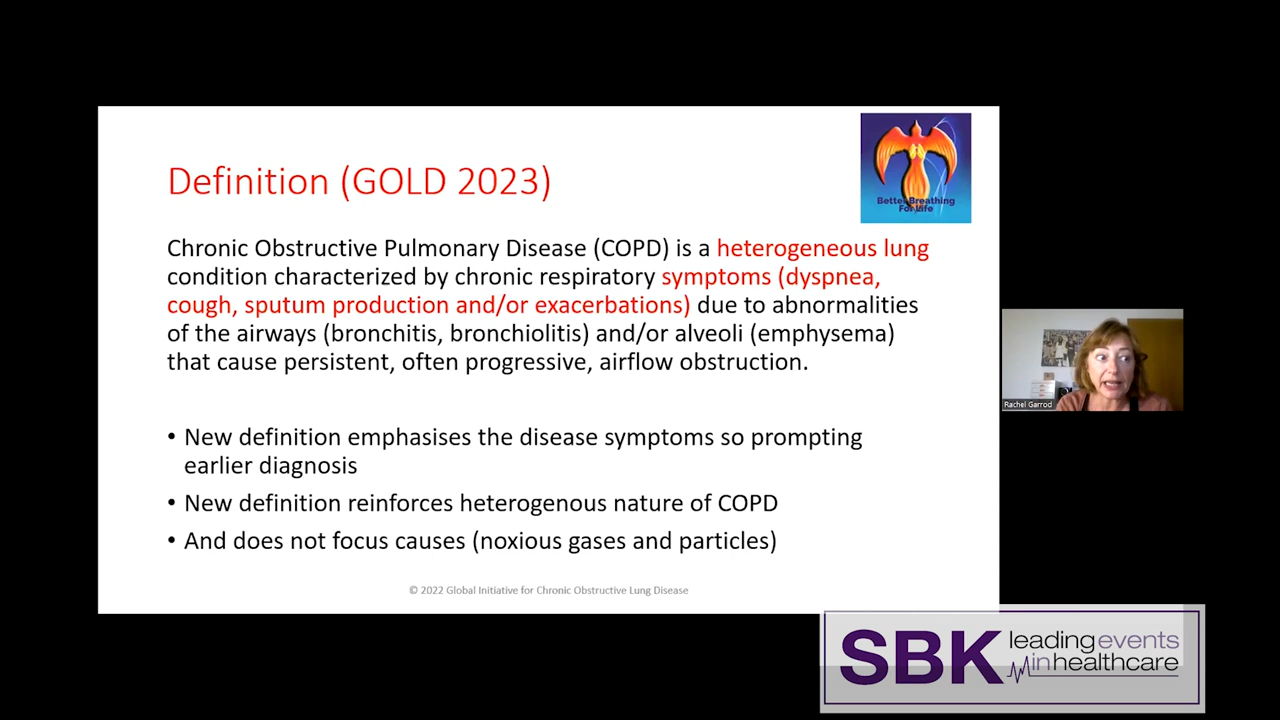 Better Breathing
For Life
Definition (GOLD 2023)
Chronic Obstructive Pulmonary Disease (COPD) is a heterogeneous lung
condition characterized by chronic respiratory symptoms (dyspnea,
cough, sputum production and/or exacerbations) due to abnormalities
of the airways (bronchitis, bronchiolitis) and/or alveoli (emphysema)
that cause persistent, often progressive, airflow obstruction.
• New definition emphasises the disease symptoms so prompting
earlier diagnosis
• New definition reinforces heterogenous nature of COPD
• And does not focus causes (noxious gases and particles)
© 2022 Global Initiative for Chronic Obstructive Lung Disease
Rachel Garrod
SBK leading events
in healthcare